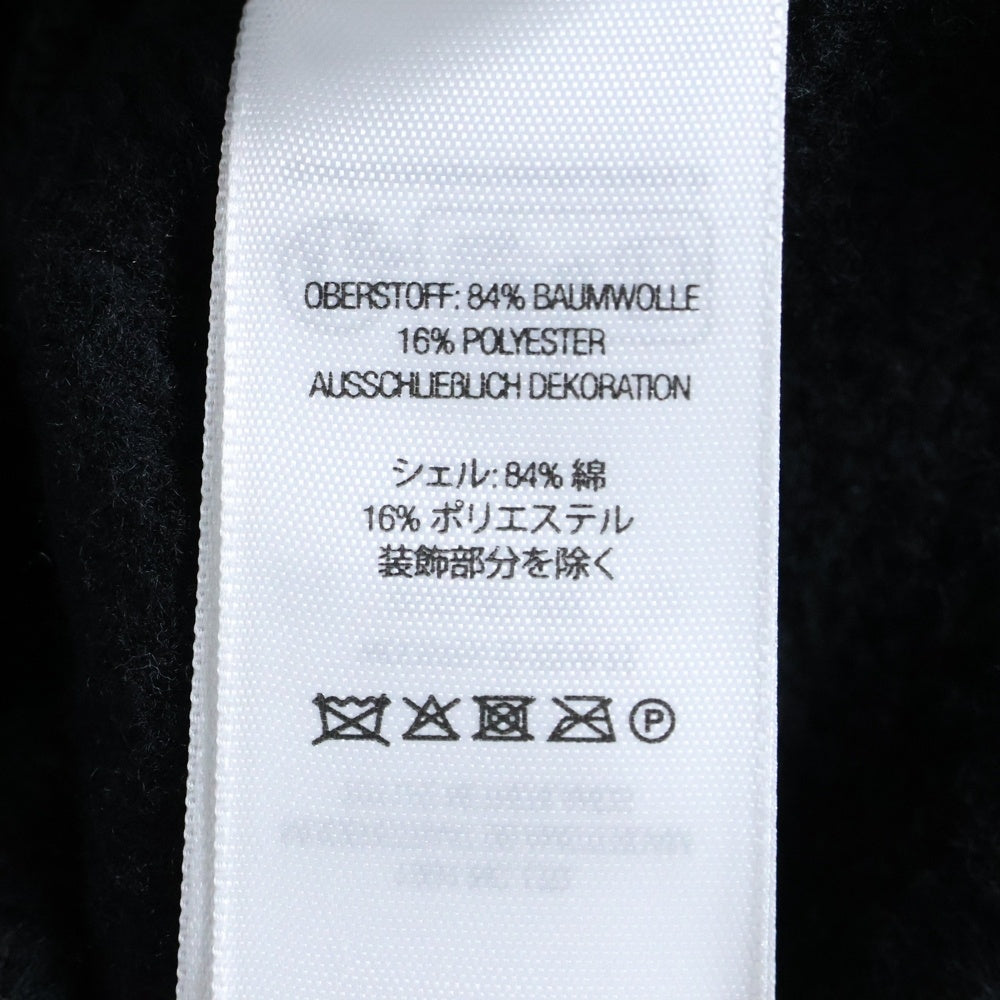 OBERSTOFF: 84% BAUMWOLLE
16% POLYESTER
AUSSCHLIEßLICH DEKORATION
シェル: 84% 綿
16% ポリエステル
装飾部分を除く
P